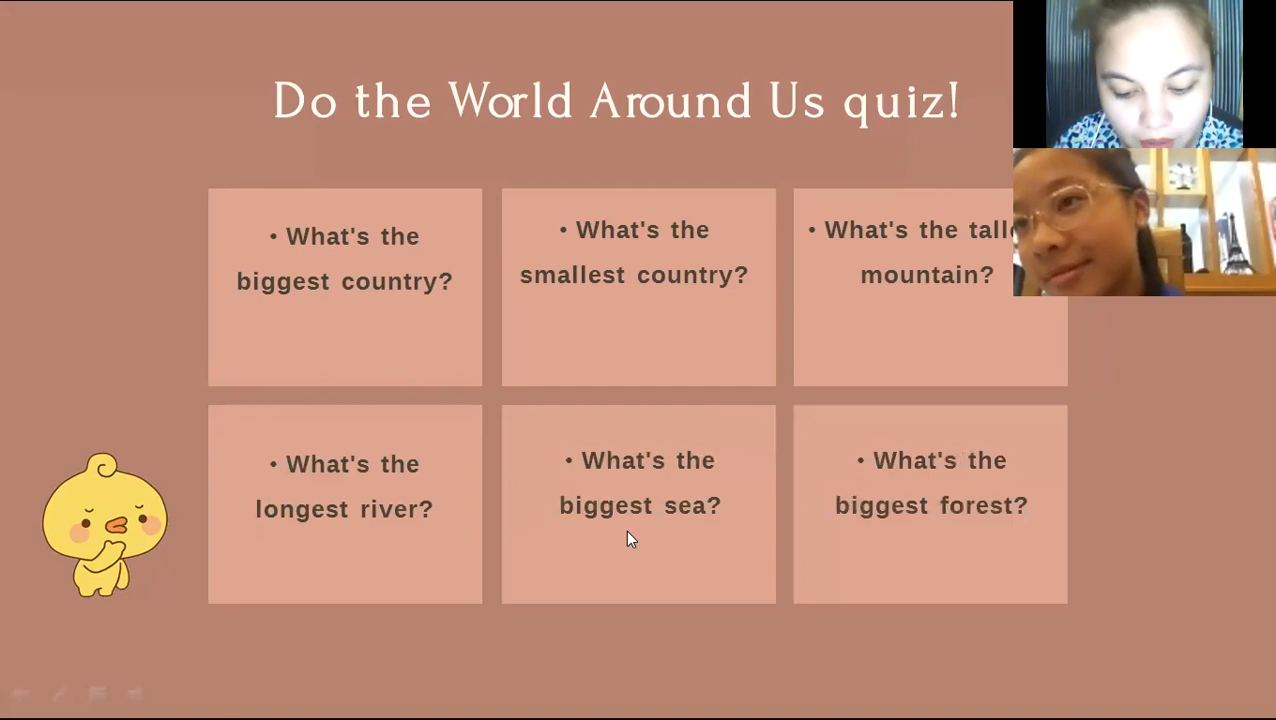 Do the World Around Us quiz!
• What's the
biggest country?
• What's the
smallest country?
• What's the
mountain?
• What's the
longest river?
• What's the
biggest sea?
• What's the
biggest forest?